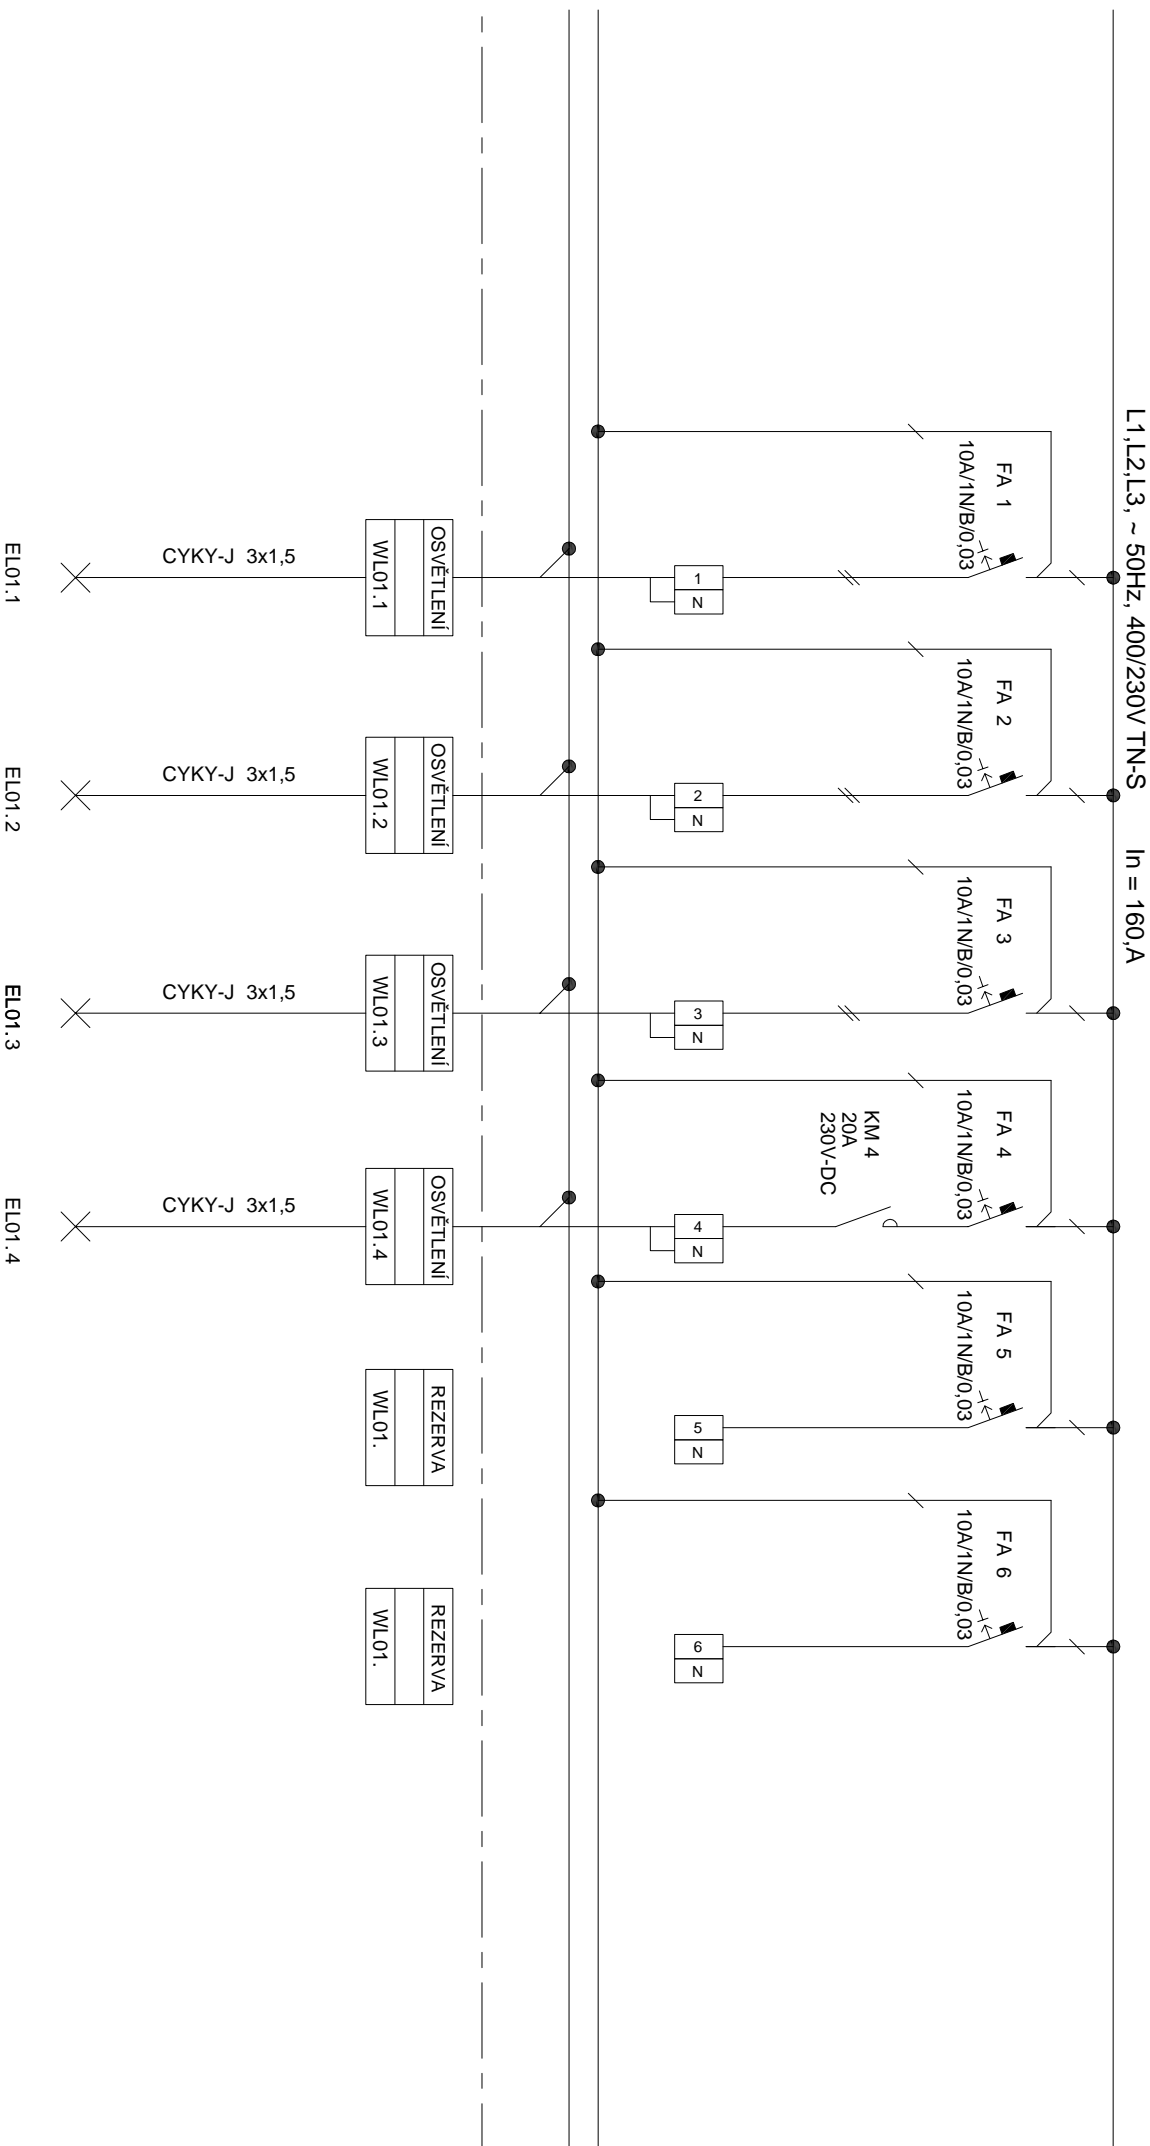 L1,L2,L3, ~ 50Hz, 400/230V TN-S In = 160,A
FA 1
10A/1N/B/0,03
FA 2
10A/1N/B/0,03
FA 3
10A/1N/B/0,03
FA 4
10A/1N/B/0,03
FA 5
10A/1N/B/0,03
FA 6
10A/1N/B/0,03
KM 4
20A
230V-DC
1
N
2
N
3
N
4
N
5
N
6
N
OSVĚTLENÍ
WL01.1
OSVĚTLENÍ
WL01.2
OSVĚTLENÍ
WL01.3
OSVĚTLENÍ
WL01.4
REZERVA
WL01.
REZERVA
WL01.
CYKY-J 3x1,5
CYKY-J 3x1,5
CYKY-J 3x1,5
CYKY-J 3x1,5
EL01.1
EL01.2
EL01.3
EL01.4